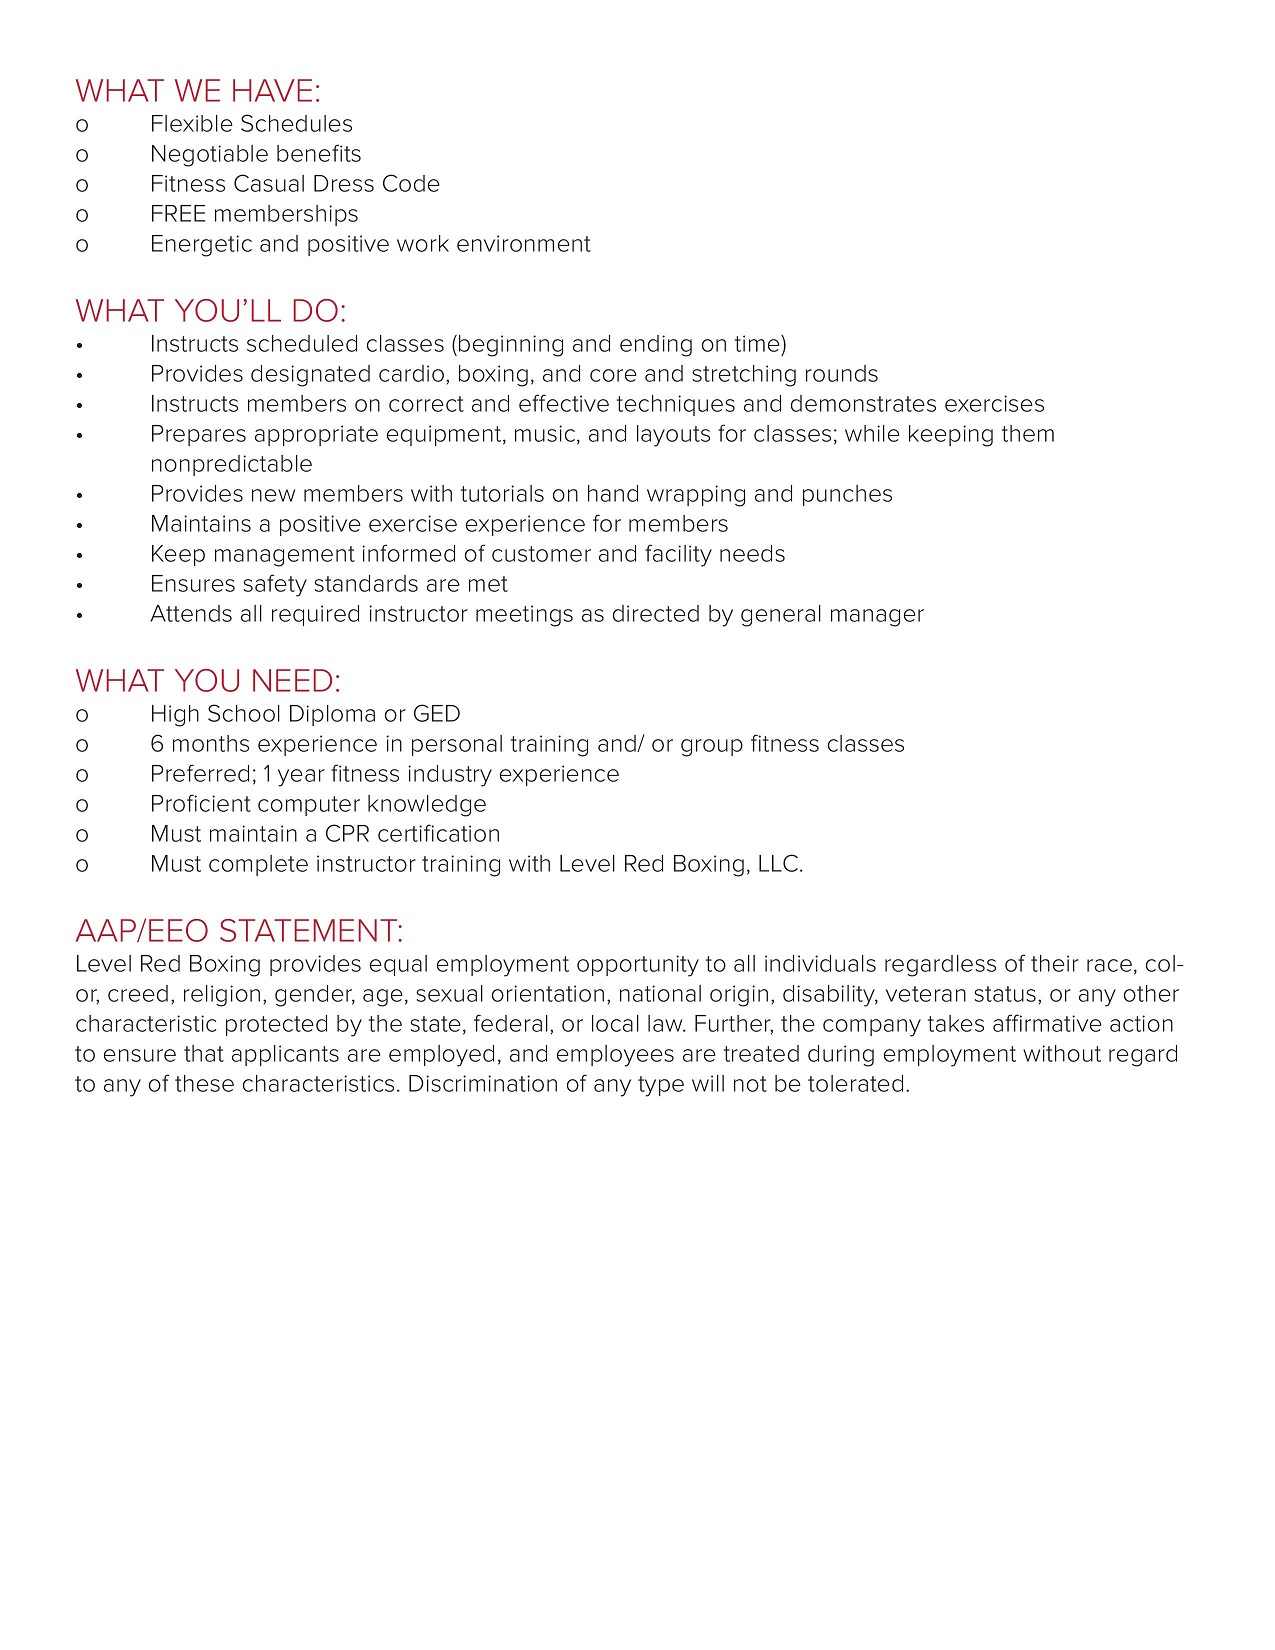 WHAT WE HAVE:
o Flexible Schedules
o Negotiable benefits
o Fitness Casual Dress Code
o FREE memberships
o Energetic and positive work environment
WHAT YOU’LL DO:
• Instructs scheduled classes (beginning and ending on time)
• Provides designated cardio, boxing, and core and stretching rounds
• Instructs members on correct and effective techniques and demonstrates exercises
• Prepares appropriate equipment, music, and layouts for classes; while keeping them
nonpredictable
• Provides new members with tutorials on hand wrapping and punches
• Maintains a positive exercise experience for members
• Keep management informed of customer and facility needs
• Ensures safety standards are met
• Attends all required instructor meetings as directed by general manager
WHAT YOU NEED:
o High School Diploma or GED
o 6 months experience in personal training and/ or group fitness classes
o Preferred; 1 year fitness industry experience
o Proficient computer knowledge
o Must maintain a CPR certification
o Must complete instructor training with Level Red Boxing, LLC.
AAP/EEO STATEMENT:
Level Red Boxing provides equal employment opportunity to all individuals regardless of their race, col-
or, creed, religion, gender, age, sexual orientation, national origin, disability, veteran status, or any other
characteristic protected by the state, federal, or local law. Further, the company takes affirmative action
to ensure that applicants are employed, and employees are treated during employment without regard
to any of these characteristics. Discrimination of any type will not be tolerated.